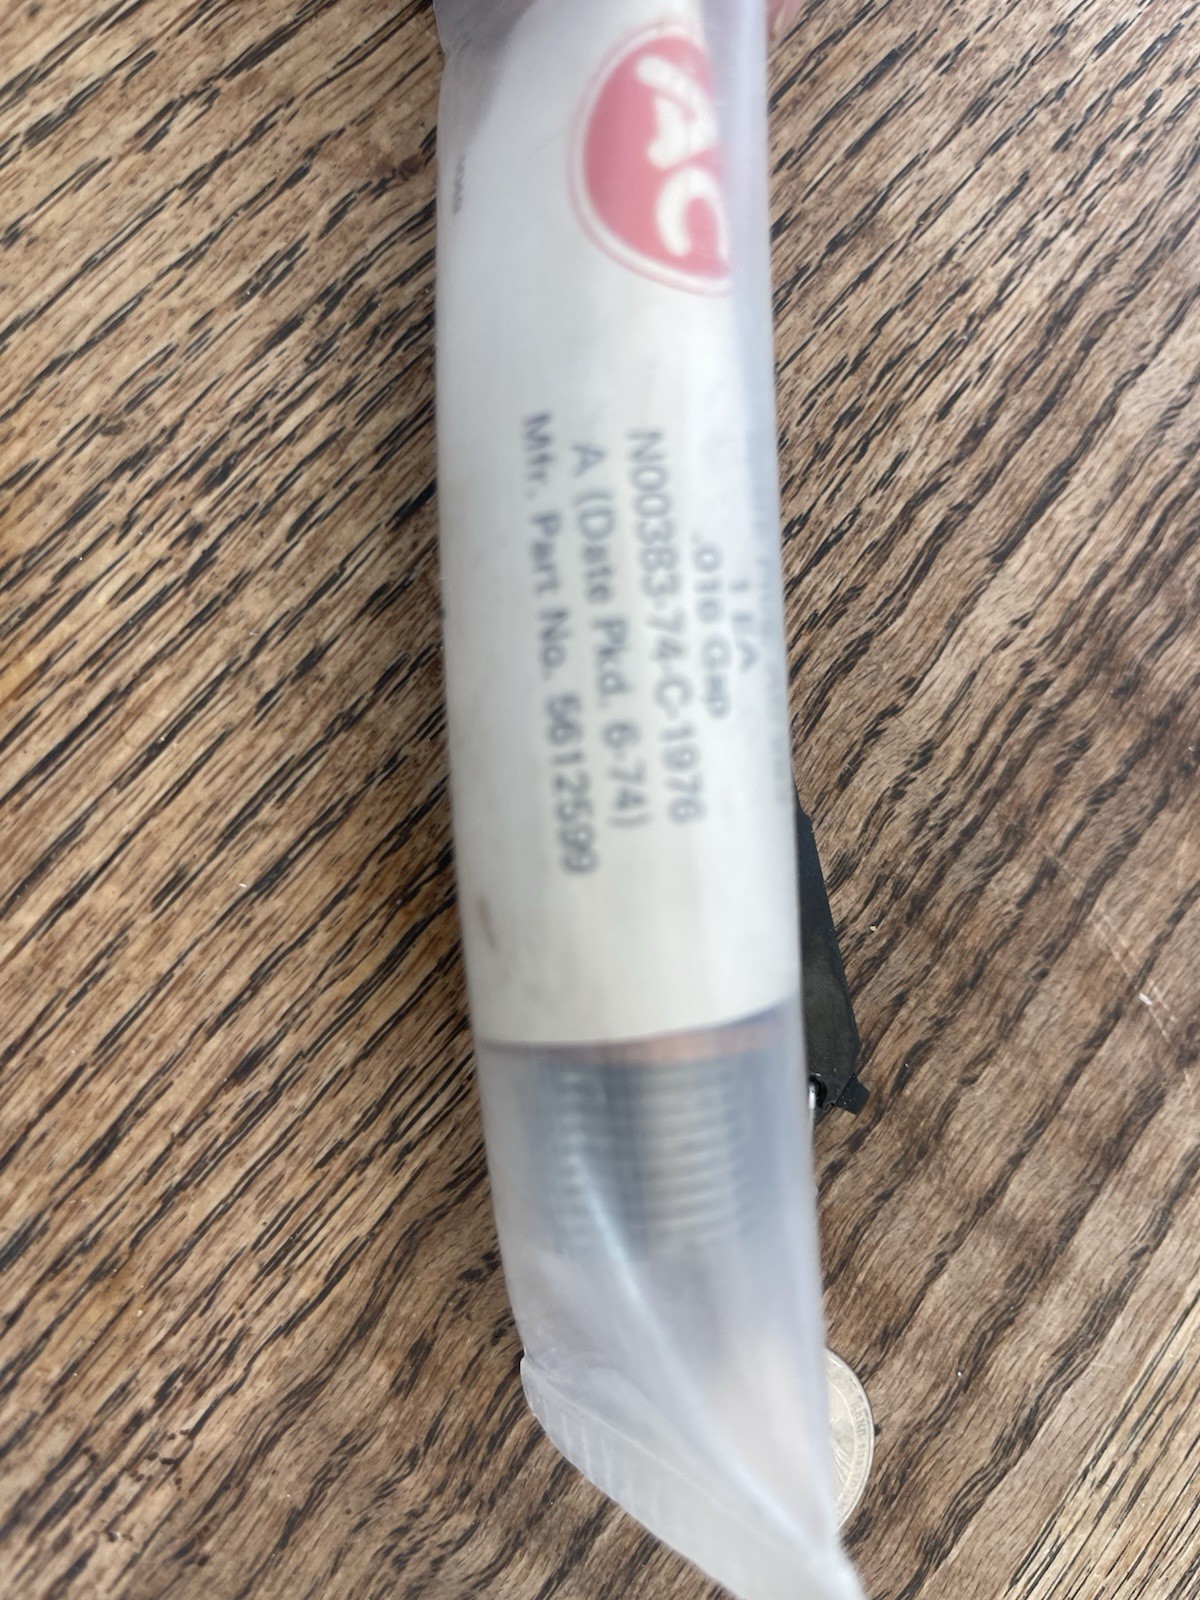 AC
1 EA
.016 Gap
N00383-74-C-1976
A (Date Pkd. 6-74)
Mfr. Part No. 5612599